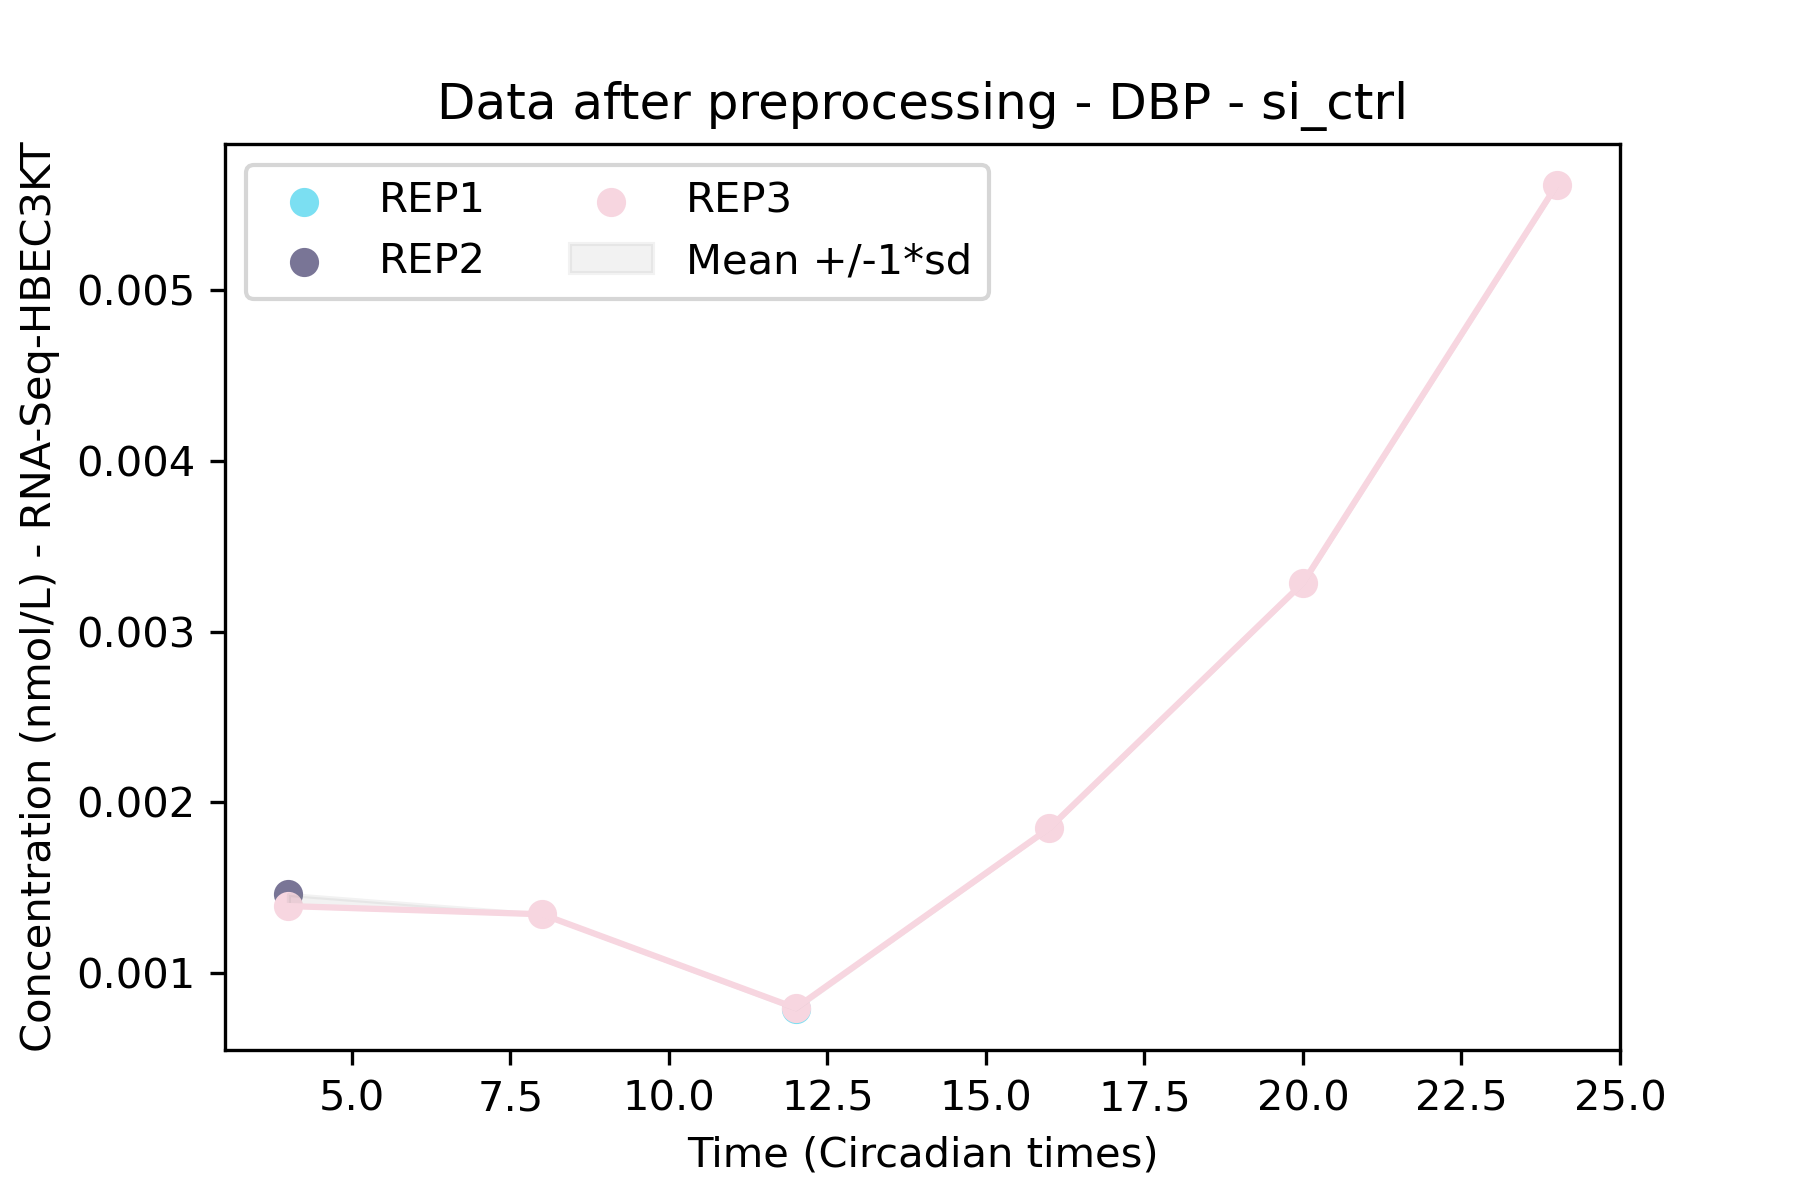 Data after preprocessing - DBP - si_ctrl
REP1
REP2
REP3
Mean +/-1*sd
Concentration (nmol/L) - RNA-Seq-HBEC3KT
0.005
0.004
0.003
0.002
0.001
5.0 7.5 10.0 12.5 15.0 17.5 20.0 22.5 25.0
Time (Circadian times)